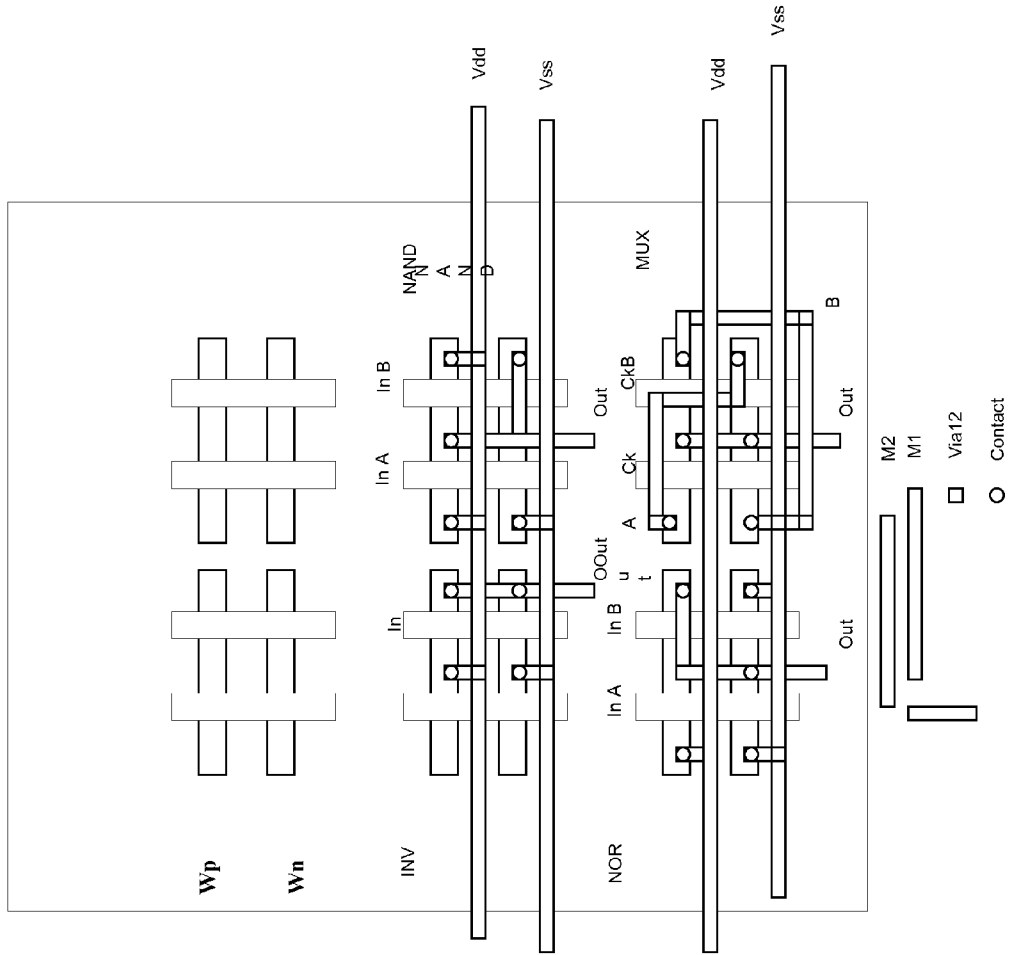 Wp
Wn
In
In A
In B
INV
NAND
N
A
N
D
Vdd
Vss
OOut
u
t
Out
NOR
In A
In B
A
Ck
CkB
MUX
Vdd
Vss
B
Out
Out
M2
M1
Via12
Contact